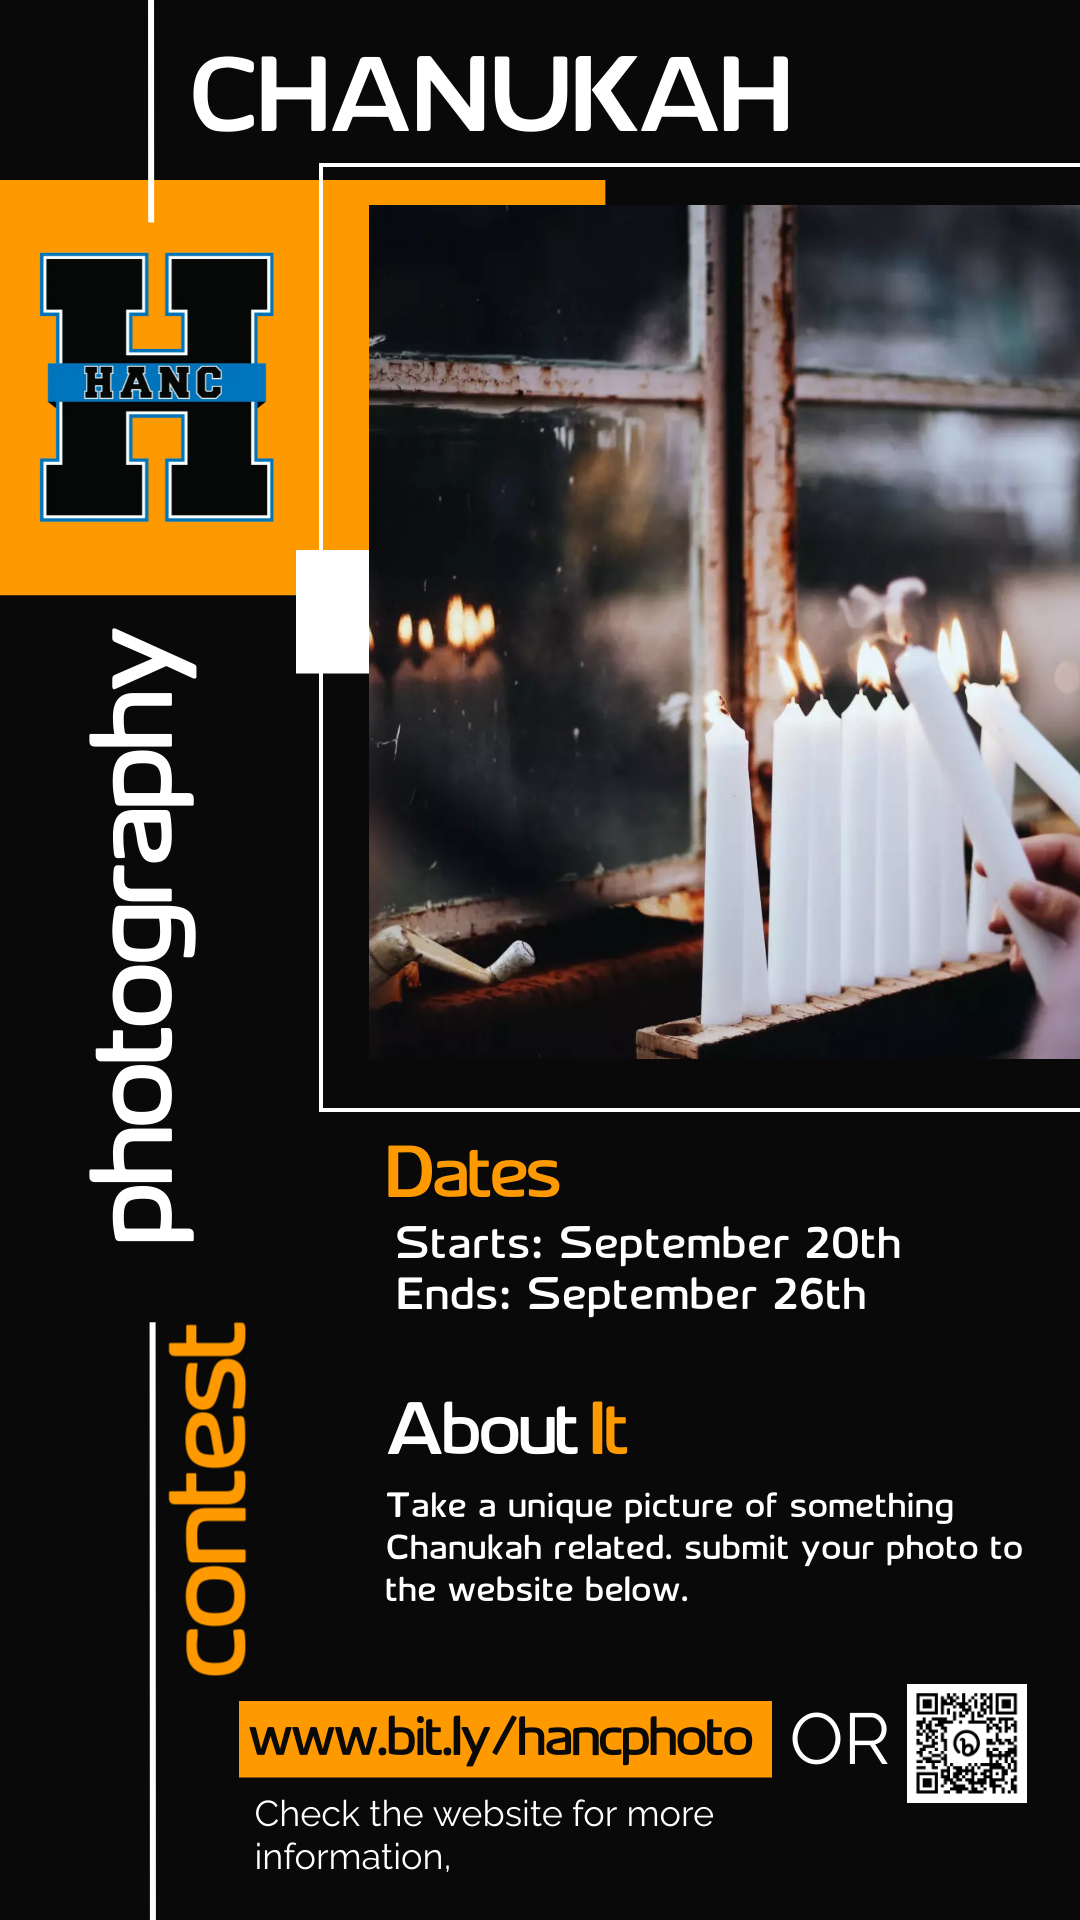 CHANUKAH
HANC
photography
contest
Dates
Starts: September 20th
Ends: September 26th
About It
Take a unique picture of something
Chanukah related. submit your photo to
the website below.
www.bit.ly/hancphoto OR
Check the website for more
information,